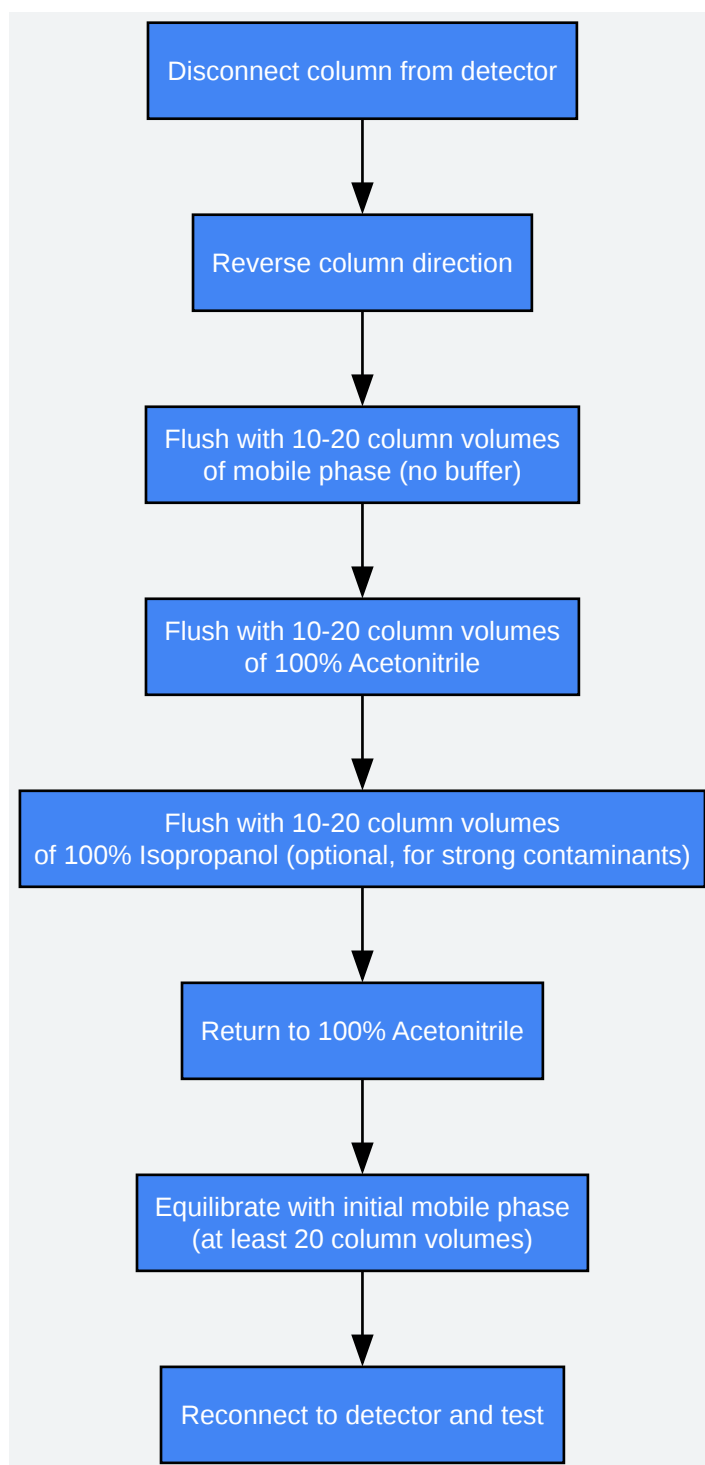 Disconnect column from detector
Reverse column direction
Flush with 10-20 column volumes
of mobile phase (no buffer)
Flush with 10-20 column volumes
of 100% Acetonitrile
Flush with 10-20 column volumes
of 100% Isopropanol (optional, for strong contaminants)
Return to 100% Acetonitrile
Equilibrate with initial mobile phase
(at least 20 column volumes)
Reconnect to detector and test